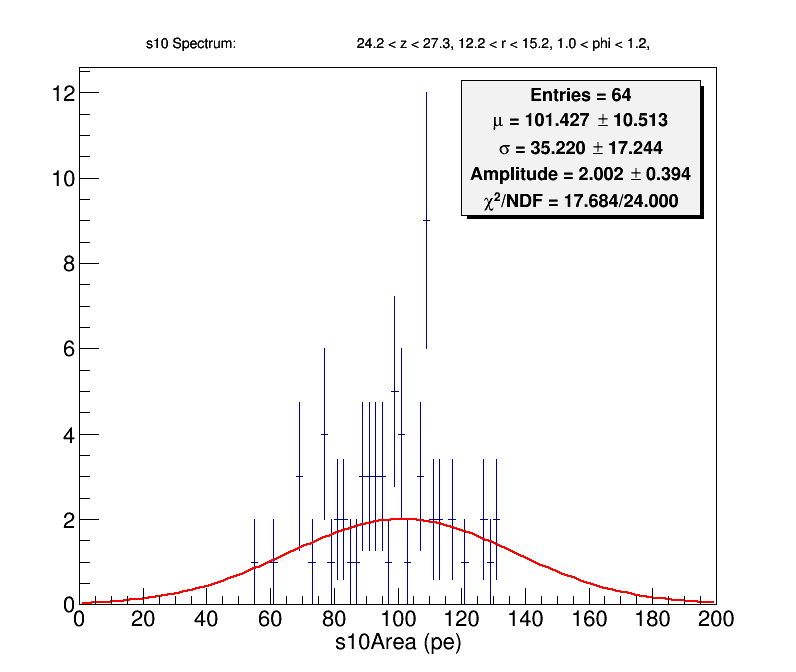 s10 Spectrum: 24.2 < z < 27.3, 12.2 < r < 15.2, 1.0 < phi < 1.2,
Entries = 64
μ = 101.427 ± 10.513
σ = 35.220 ± 17.244
Amplitude = 2.002 ± 0.394
χ²/NDF = 17.684/24.000
12
10
8
6
4
2
0
0 20 40 60 80 100 120 140 160 180 200
s10Area (pe)